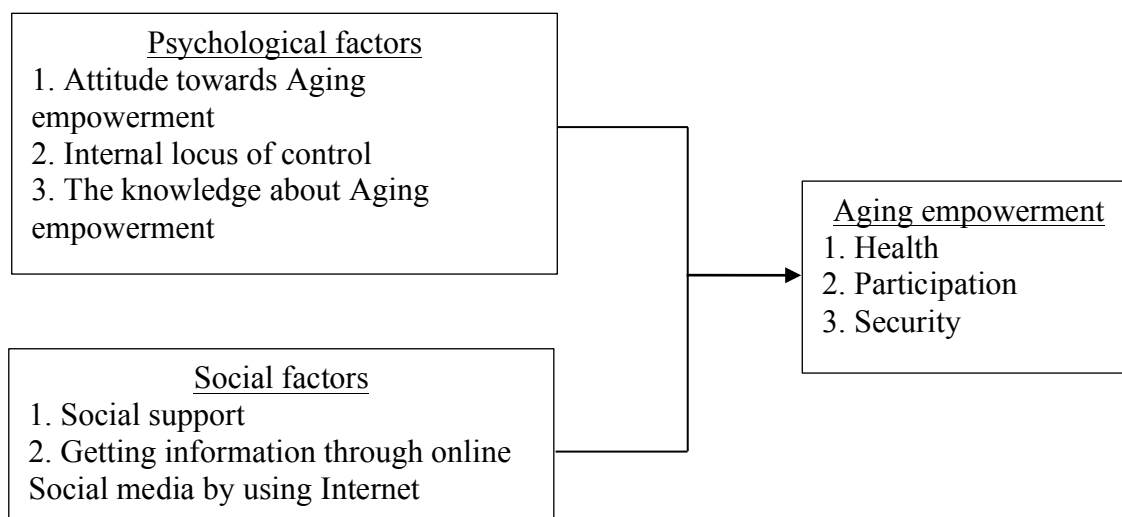 Psychological factors
1. Attitude towards Aging
empowerment
2. Internal locus of control
3. The knowledge about Aging
empowerment
Aging empowerment
1. Health
2. Participation
3. Security
Social factors
1. Social support
2. Getting information through online
Social media by using Internet